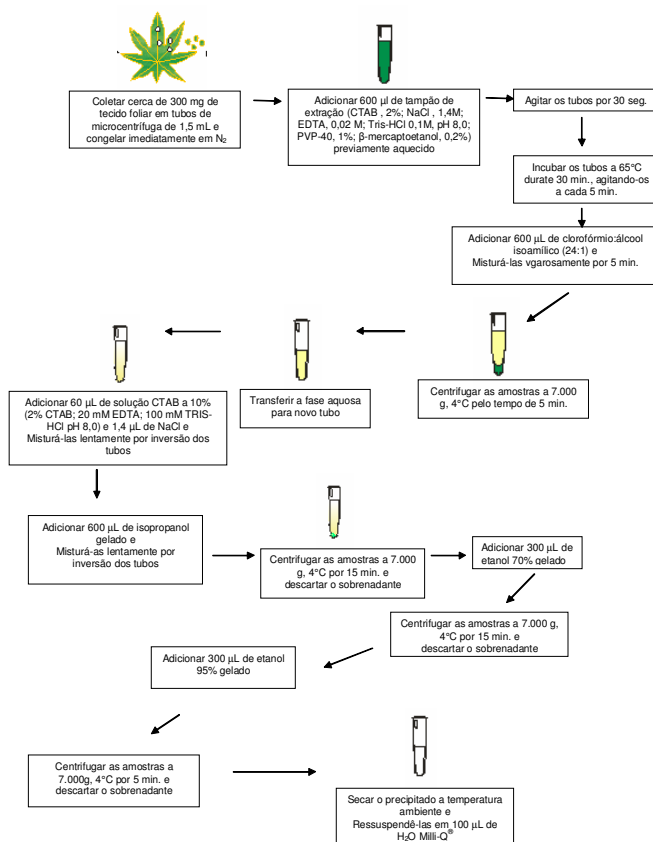 Coletar cerca de 300 mg de
tecido foliar em tubos de
microcentrífuga de 1,5 mL e
congelar imediatamente em N₂
Adicionar 600 µl de tampão de
extração (CTAB , 2%; NaCl , 1,4M;
EDTA, 0,02 M; Tris-HCl 0,1M, pH 8,0;
PVP-40, 1%; β-mercaptoetanol, 0,2%)
previamente aquecido
Agitar os tubos por 30 seg.
Incubar os tubos a 65°C
durate 30 min., agitando-os
a cada 5 min.
Adicionar 600 µL de clorofórmio:álcool
isoamílico (24:1) e
Misturá-las vgarosamente por 5 min.
Centrifugar as amostras a 7.000
g, 4°C pelo tempo de 5 min.
Transferir a fase aquosa
para novo tubo
Adicionar 60 µL de solução CTAB a 10%
(2% CTAB; 20 mM EDTA; 100 mM TRIS-
HCl pH 8,0) e 1,4 µL de NaCl e
Misturá-las lentamente por inversão dos
tubos
Adicionar 600 µL de isopropanol
gelado e
Misturá-as lentamente por
inversão dos tubos
Centrifugar as amostras a 7.000
g, 4°C por 15 min. e
descartar o sobrenadante
Adicionar 300 µL de
etanol 70% gelado
Centrifugar as amostras a 7.000 g,
4°C por 15 min. e
descartar o sobrenadante
Adicionar 300 µL de etanol
95% gelado
Centrifugar as amostras a
7.000g, 4°C por 5 min. e
descartar o sobrenadante
Secar o precipitado a temperatura
ambiente e
Ressuspendê-las em 100 µL de
H₂O Milli-Q®